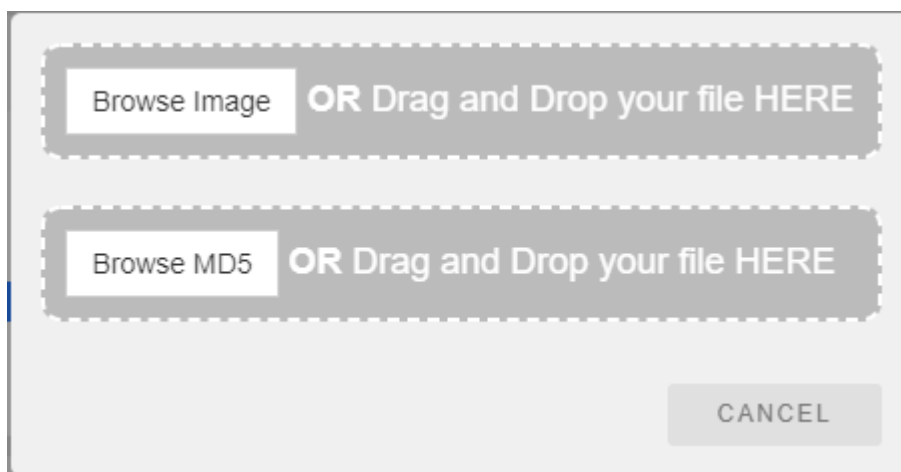 Browse Image OR Drag and Drop your file HERE
Browse MD5 OR Drag and Drop your file HERE
CANCEL